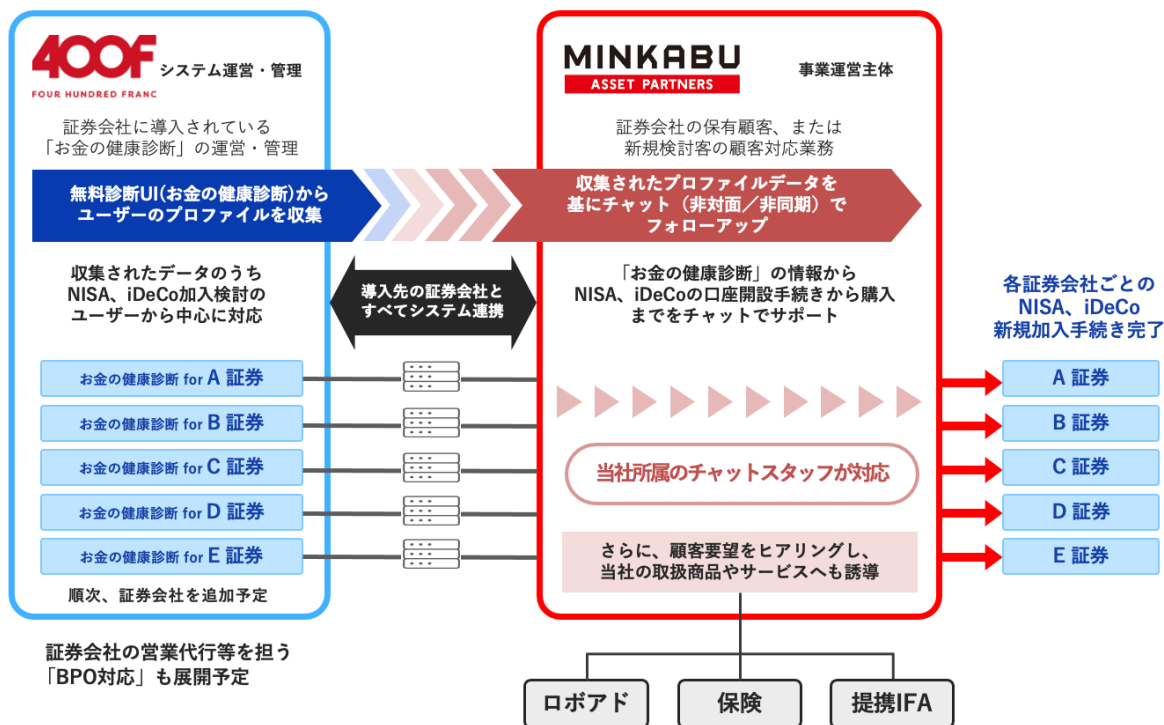 400F
FOUR HUNDRED FRANC
システム運営・管理
証券会社に導入されている
「お金の健康診断」の運営・管理
無料診断UI(お金の健康診断)から
ユーザーのプロファイルを収集
収集されたデータのうち
NISA、iDeCo加入検討の
ユーザーから中心に対応
お金の健康診断 for A 証券
お金の健康診断 for B 証券
お金の健康診断 for C 証券
お金の健康診断 for D 証券
お金の健康診断 for E 証券
順次、証券会社を追加予定
証券会社の営業代行等を担う
「BPO対応」も展開予定
導入先の証券会社と
すべてシステム連携
MINKABU
ASSET PARTNERS
事業運営主体
証券会社の保有顧客、または
新規検討客の顧客対応業務
収集されたプロファイルデータを
基にチャット（非対面／非同期）で
フォローアップ
「お金の健康診断」の情報から
NISA、iDeCoの口座開設手続きから購入
までをチャットでサポート
当社所属のチャットスタッフが対応
さらに、顧客要望をヒアリングし、
当社の取扱商品やサービスへも誘導
ロボアド
保険
提携IFA
各証券会社ごとの
NISA、iDeCo
新規加入手続き完了
A 証券
B 証券
C 証券
D 証券
E 証券